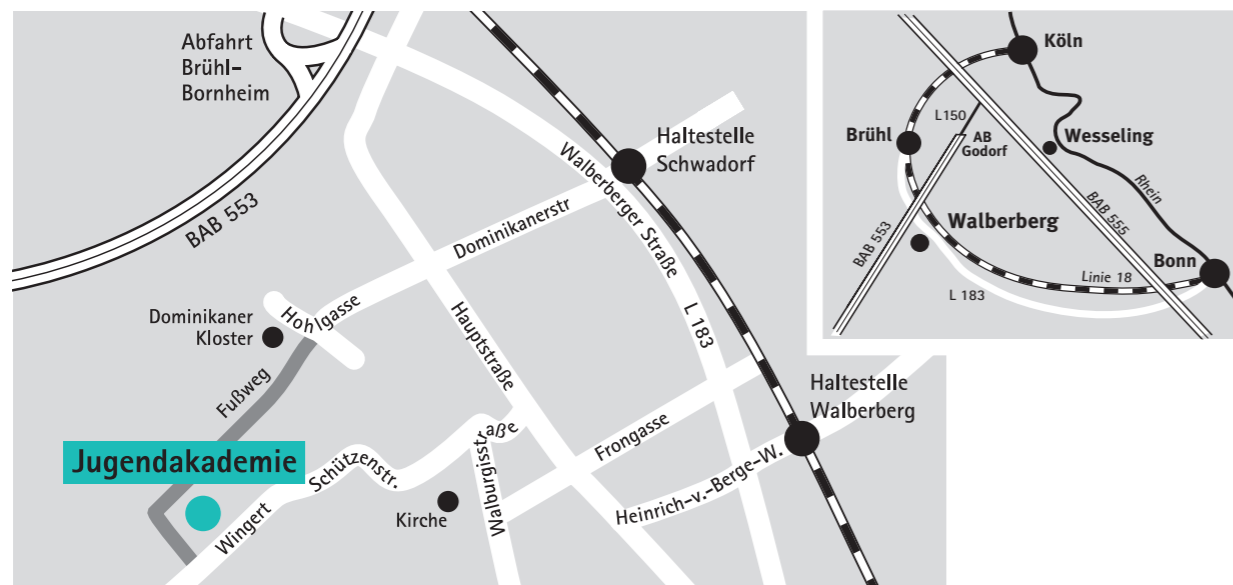 Abfahrt
Brühl-
Bornheim
BAB 553
Haltestelle
Schwadorf
Walberberger Straße
L 183
Dominikanerstr
Hohlgasse
Dominikaner
Kloster
Fußweg
Hauptstraße
Jugendakademie
Wingert
Schützenstr.
Kirche
Walburgisstraße
Frongasse
Heinrich-v.-Berge-W.
Haltestelle
Walberberg
Köln
L150
AB
Godorf
Brühl
Wesseling
Rhein
BAB 555
BAB 553
Walberberg
Bonn
Linie 18
L 183